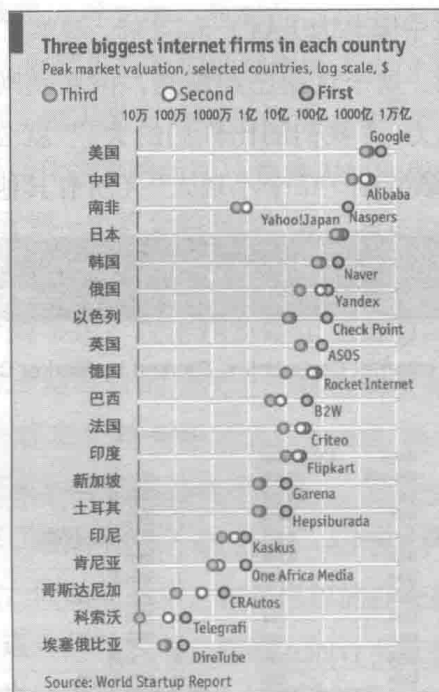 Three biggest internet firms in each country
Peak market valuation, selected countries, log scale, $
Third Second First
10万 100万 1000万 1亿 10亿 100亿 1000亿 1万亿
Google
美国
中国
Alibaba
南非
Yahoo!Japan Naspers
日本
韩国
Naver
俄国
Yandex
以色列
Check Point
英国
ASOS
德国
Rocket Internet
巴西
B2W
法国
Criteo
印度
Flipkart
新加坡
Garena
土耳其
Hepsiburada
印尼
Kaskus
肯尼亚
One Africa Media
哥斯达尼加
CRAutos
科索沃
Telegrafi
埃塞俄比亚
DireTube
Source: World Startup Report